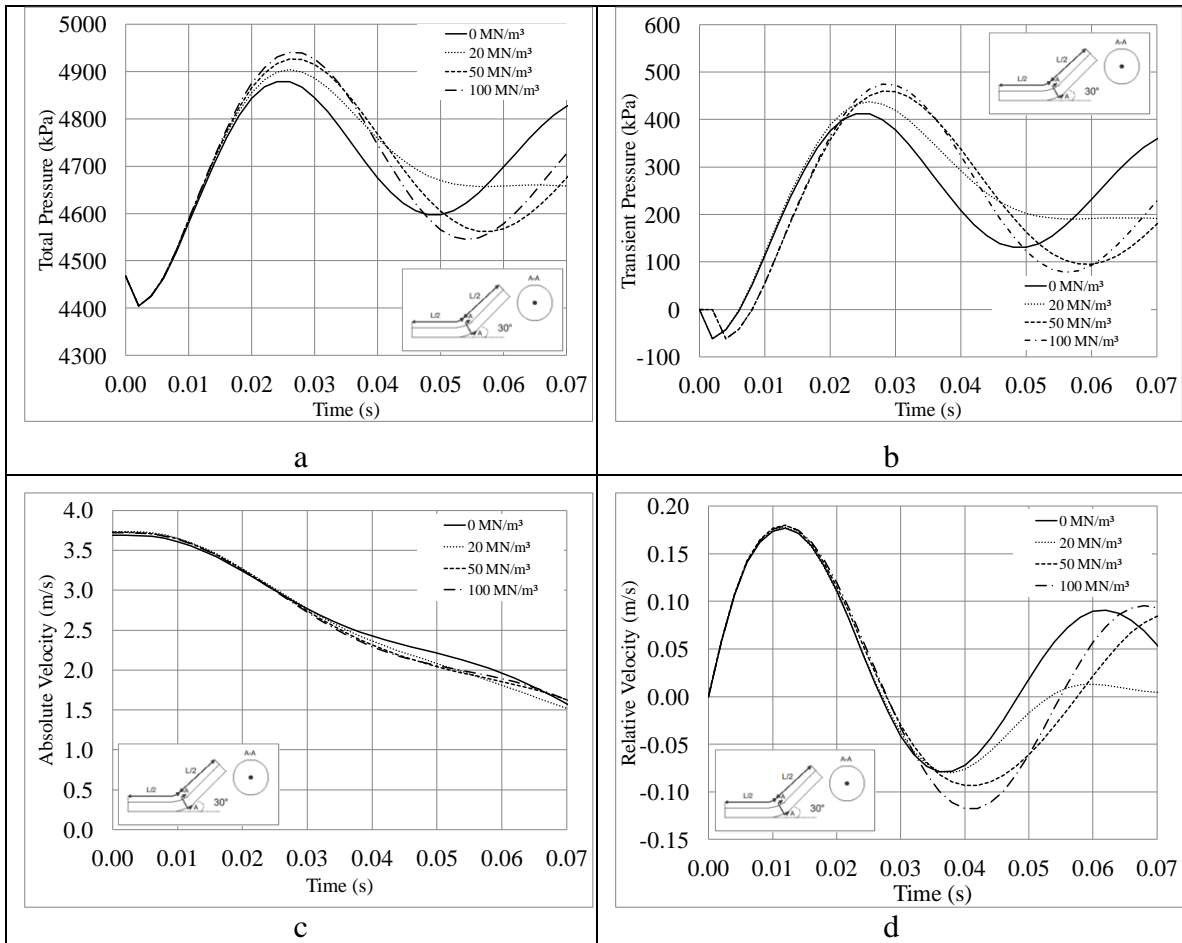 5000
4900
4800
4700
4600
4500
4400
4300
Total Pressure (kPa)
0 MN/m³
20 MN/m³
50 MN/m³
100 MN/m³
A-A
L/2
L/2
A
A
30°
0.00 0.01 0.02 0.03 0.04 0.05 0.06 0.07
Time (s)
a
600
500
400
300
200
100
0
-100
Transient Pressure (kPa)
A-A
L/2
L/2
A
A
30°
0 MN/m³
20 MN/m³
50 MN/m³
100 MN/m³
0.00 0.01 0.02 0.03 0.04 0.05 0.06 0.07
Time (s)
b
4.0
3.5
3.0
2.5
2.0
1.5
1.0
0.5
0.0
Absolute Velocity (m/s)
0 MN/m³
20 MN/m³
50 MN/m³
100 MN/m³
A-A
L/2
L/2
A
A
30°
0.00 0.01 0.02 0.03 0.04 0.05 0.06 0.07
Time (s)
c
0.20
0.15
0.10
0.05
0.00
-0.05
-0.10
-0.15
Relative Velocity (m/s)
0 MN/m³
20 MN/m³
50 MN/m³
100 MN/m³
A-A
L/2
L/2
A
A
30°
0.00 0.01 0.02 0.03 0.04 0.05 0.06 0.07
Time (s)
d